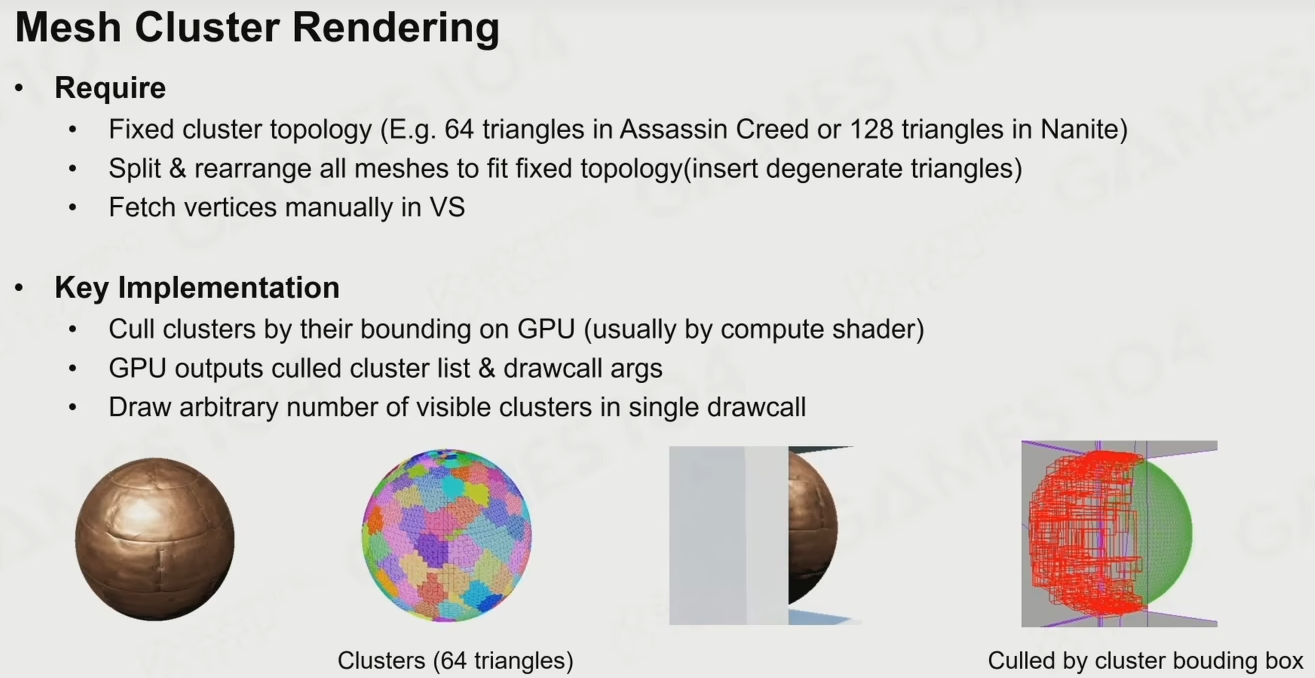 Mesh Cluster Rendering
• Require
• Fixed cluster topology (E.g. 64 triangles in Assassin Creed or 128 triangles in Nanite)
• Split & rearrange all meshes to fit fixed topology(insert degenerate triangles)
• Fetch vertices manually in VS
• Key Implementation
• Cull clusters by their bounding on GPU (usually by compute shader)
• GPU outputs culled cluster list & drawcall args
• Draw arbitrary number of visible clusters in single drawcall
Clusters (64 triangles)
Culled by cluster bouding box
GAMES104